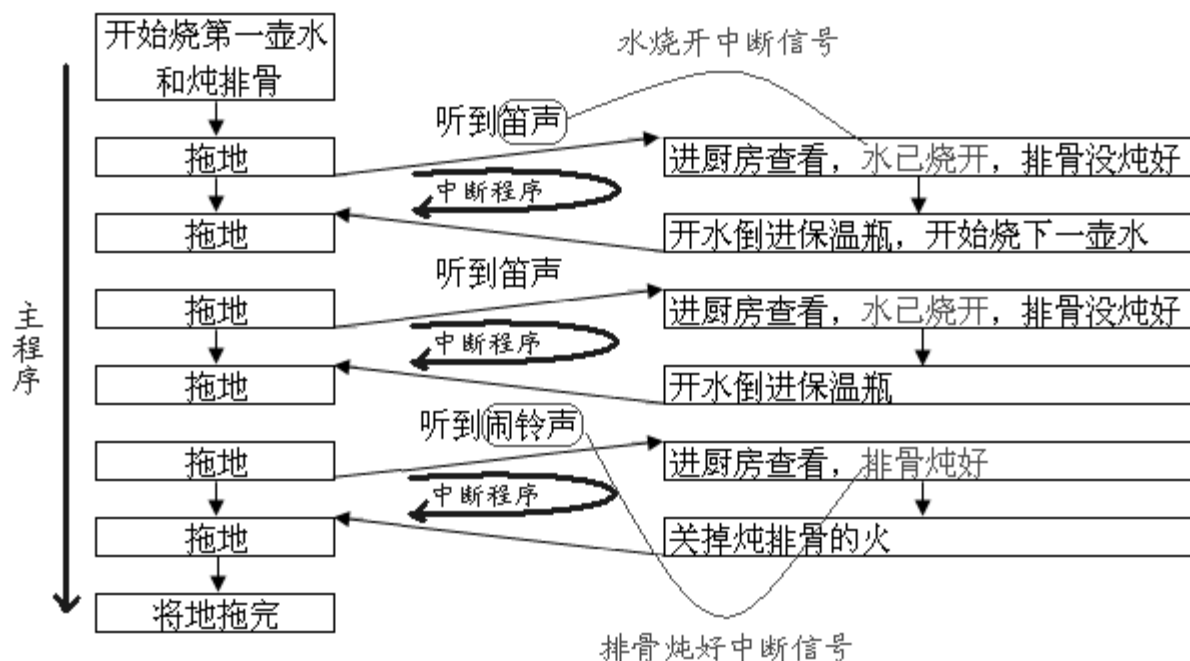 开始烧第一壶水
和炖排骨
水烧开中断信号
听到笛声
拖地
进厨房查看，水已烧开，排骨没炖好
中断程序
拖地
开水倒进保温瓶，开始烧下一壶水
听到笛声
拖地
进厨房查看，水已烧开，排骨没炖好
主程序
中断程序
拖地
开水倒进保温瓶
听到闹铃声
拖地
进厨房查看，排骨炖好
中断程序
拖地
关掉炖排骨的火
将地拖完
排骨炖好中断信号